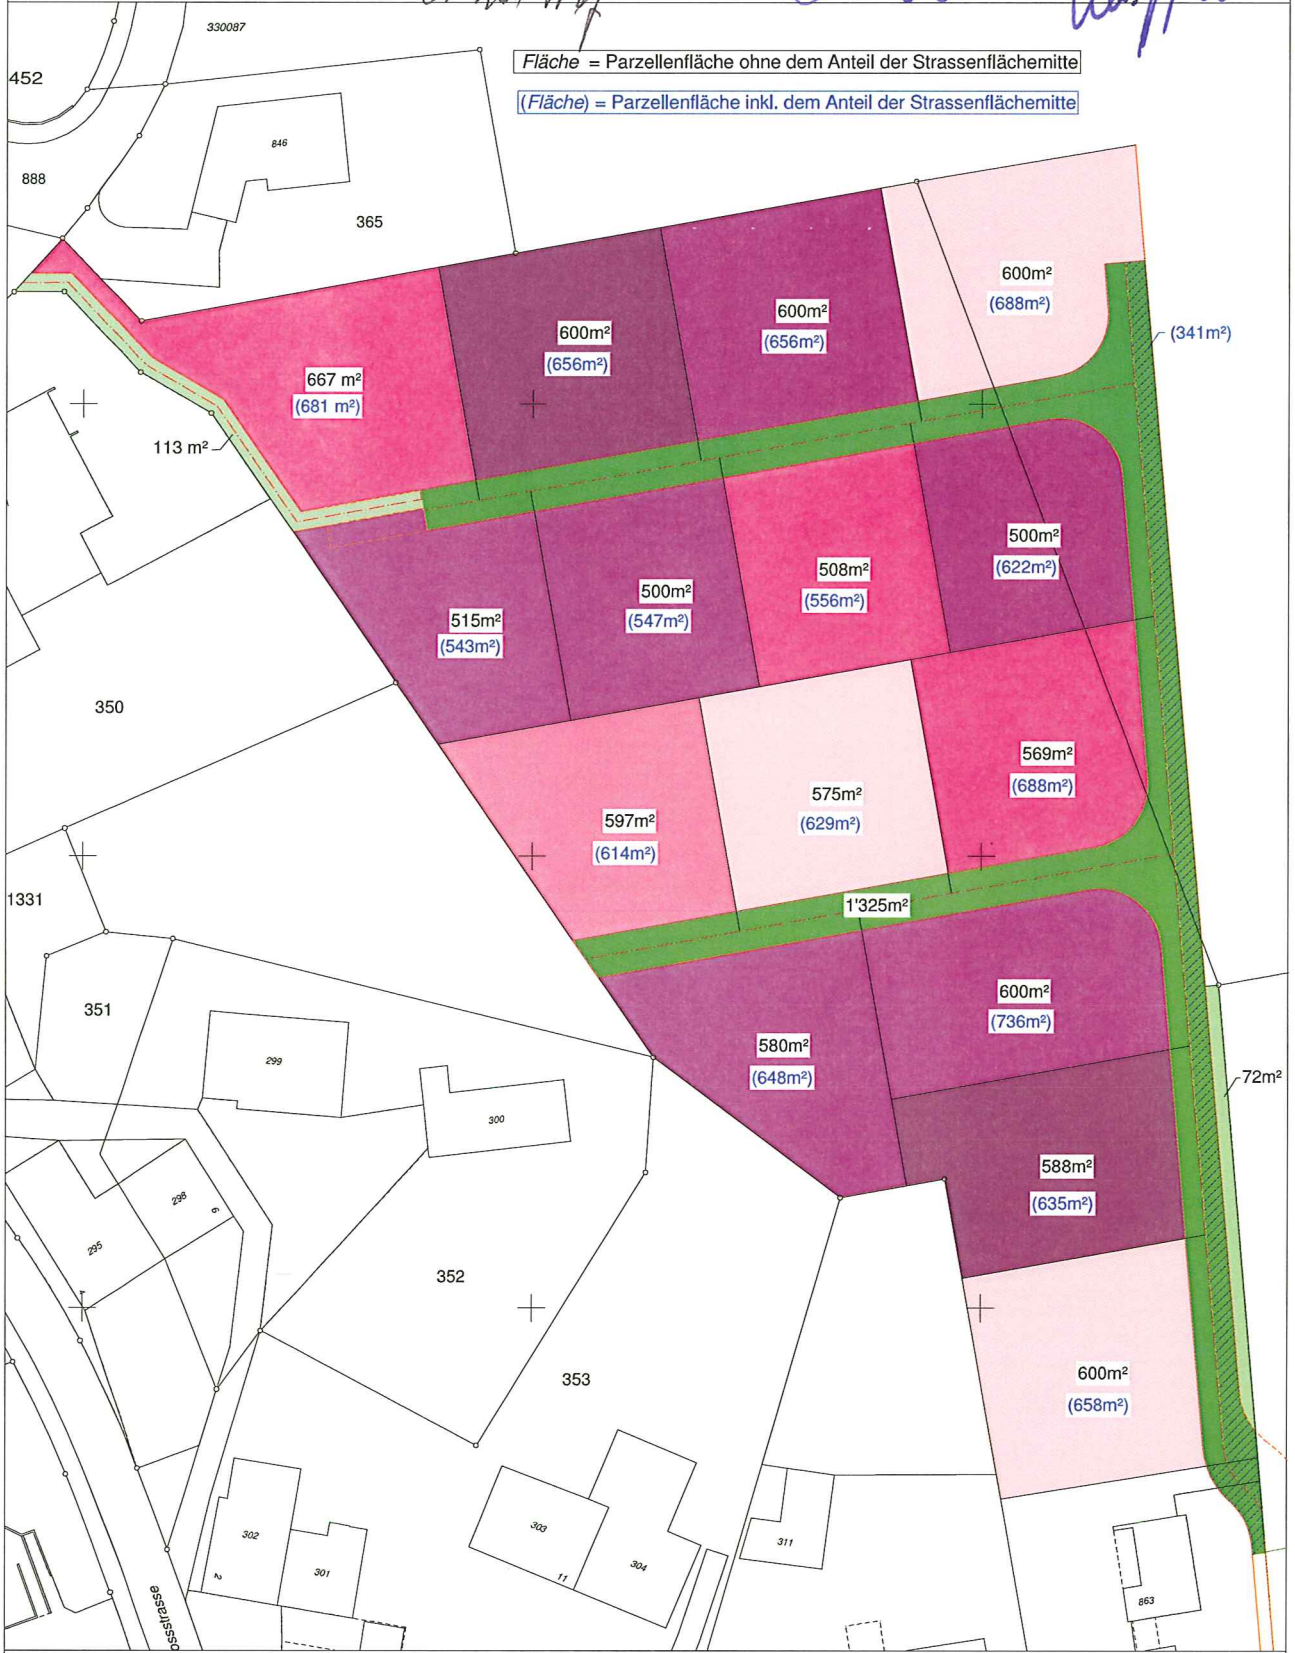 330087
Fläche = Parzellenfläche ohne dem Anteil der Strassenflächemitte
452
(Fläche) = Parzellenfläche inkl. dem Anteil der Strassenflächemitte
846
888
365
600m²
(688m²)
600m²
(656m²)
600m²
(656m²)
(341m²)
667 m²
(681 m²)
113 m²
500m²
(622m²)
508m²
(556m²)
500m²
(547m²)
515m²
(543m²)
350
569m²
(688m²)
575m²
(629m²)
597m²
(614m²)
1331
1'325m²
351
600m²
(736m²)
580m²
(648m²)
299
72m²
300
588m²
(635m²)
298
6
295
4
352
353
600m²
(658m²)
302
303
311
304
301
2
11
863
ossstrasse